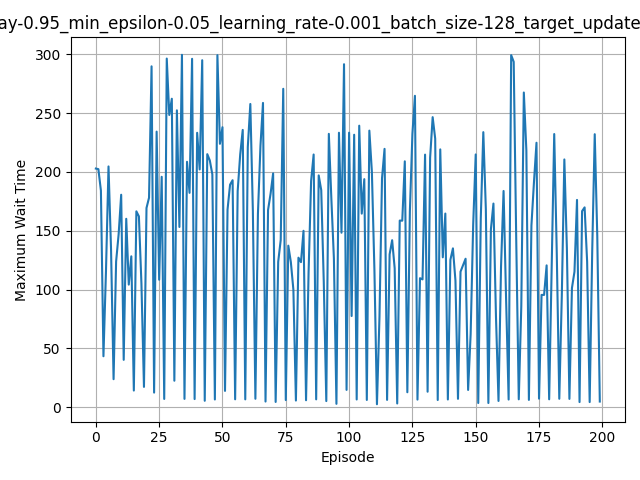 ay-0.95_min_epsilon-0.05_learning_rate-0.001_batch_size-128_target_update
300
250
200
150
100
50
0
Maximum Wait Time
0 25 50 75 100 125 150 175 200
Episode